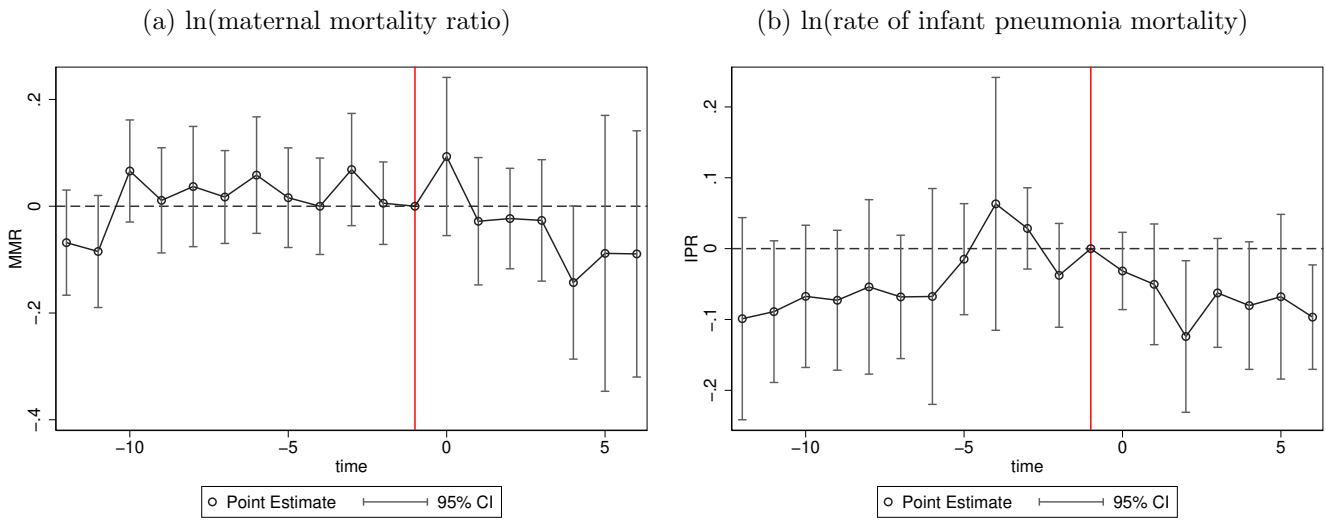 (a) ln(maternal mortality ratio)
.2
0
-.2
-.4
MMR
-10
-5
0
5
time
Point Estimate
95% CI
(b) ln(rate of infant pneumonia mortality)
.2
.1
0
-.1
-.2
IPR
-10
-5
0
5
time
Point Estimate
95% CI